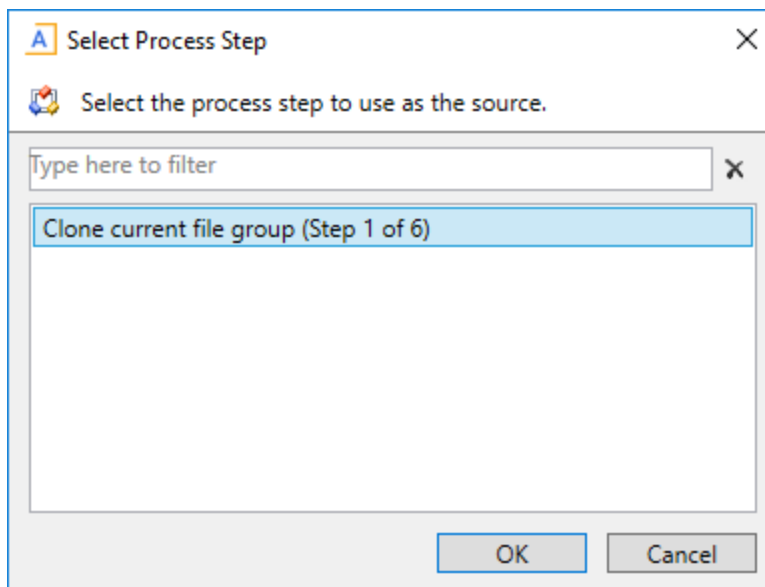 A Select Process Step
Select the process step to use as the source.
Type here to filter
Clone current file group (Step 1 of 6)
OK Cancel